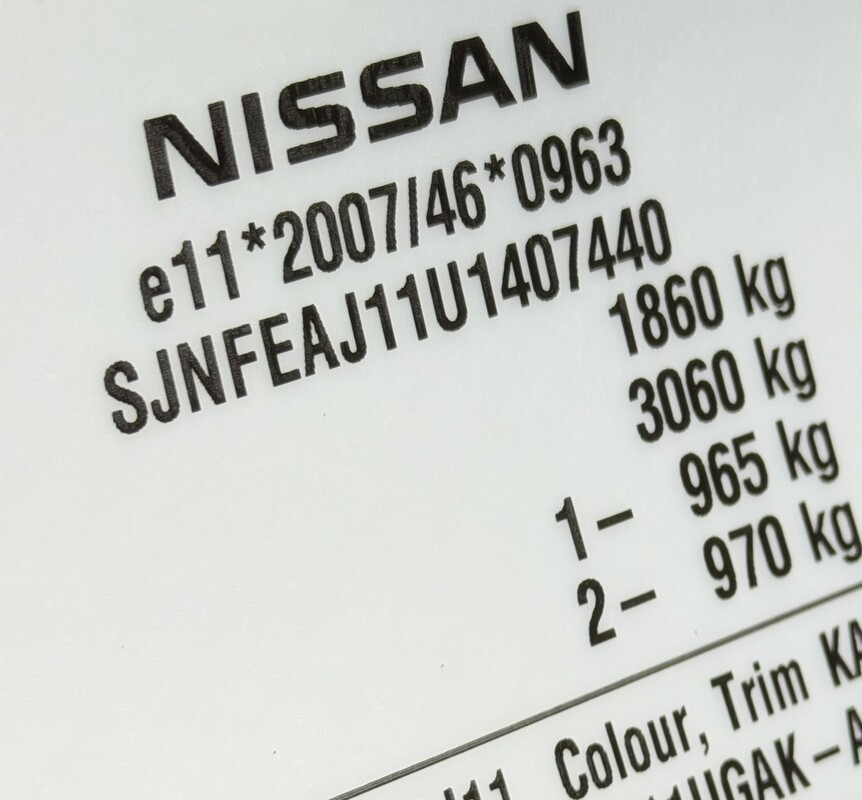 NISSAN
e11*2007/46*0963
SJNFEAJ11U1407440
1860 kg
3060 kg
1– 965 kg
2– 970 kg
Colour, Trim